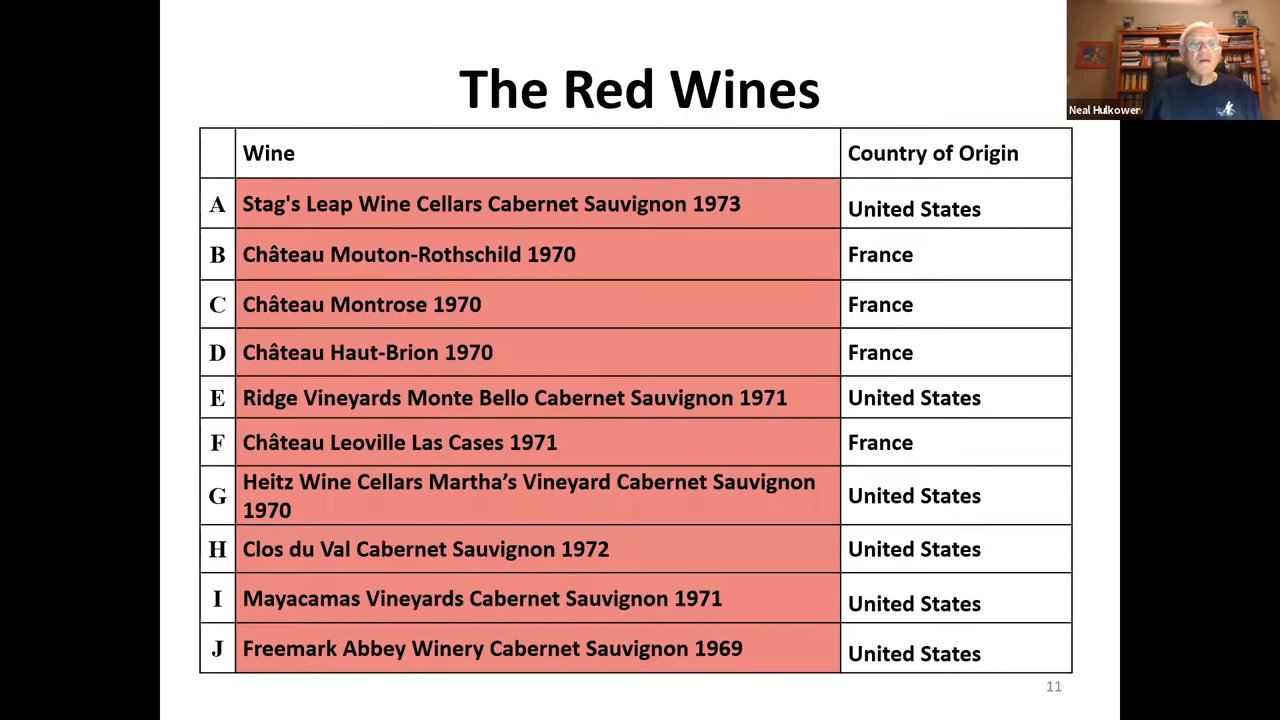 Neal Hulkower
The Red Wines
Wine Country of Origin
A Stag's Leap Wine Cellars Cabernet Sauvignon 1973 United States
B Château Mouton-Rothschild 1970 France
C Château Montrose 1970 France
D Château Haut-Brion 1970 France
E Ridge Vineyards Monte Bello Cabernet Sauvignon 1971 United States
F Château Leoville Las Cases 1971 France
G Heitz Wine Cellars Martha’s Vineyard Cabernet Sauvignon
1970 United States
H Clos du Val Cabernet Sauvignon 1972 United States
I Mayacamas Vineyards Cabernet Sauvignon 1971 United States
J Freemark Abbey Winery Cabernet Sauvignon 1969 United States
11